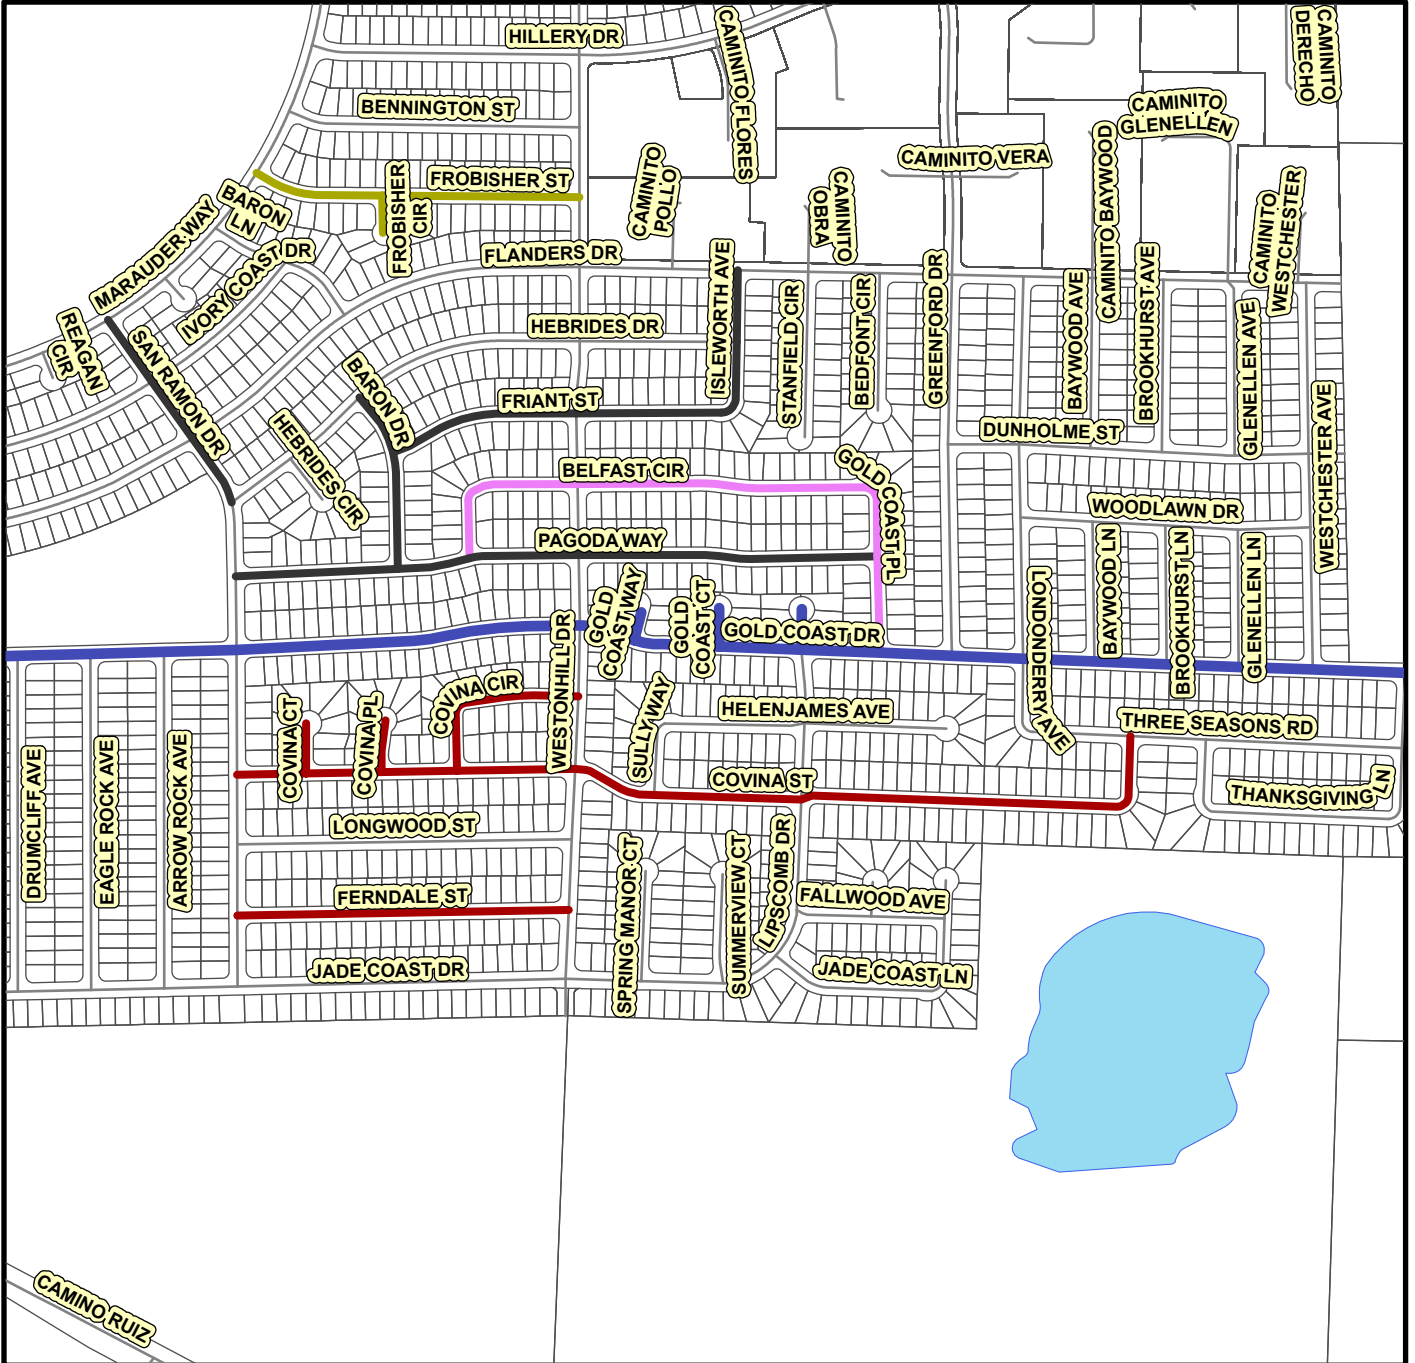 HILLERY DR
CAMINITO FLORES
CAMINITO
DERECHO
BENNINGTON ST
CAMINITO
GLENELLEN
CAMINITO BAYWOOD
CAMINITO VERA
FROBISHER ST
FROBISHER
CIR
CAMINITO
POLLO
CAMINITO
OBRA
CAMINITO
WESTCHESTER
BARON
LN
MARAUDER WAY
IVORY COAST DR
FLANDERS DR
ISLEWORTH AVE
STANFIELD CIR
BEDFONT CIR
GREENFORD DR
BAYWOOD AVE
BROOKHURST AVE
GLENELLEN AVE
WESTCHESTER AVE
REAGAN
CIR
SAN RAMON DR
HEBRIDES DR
BARON DR
FRIANT ST
HEBRIDES CIR
DUNHOLME ST
BELFAST CIR
GOLD COAST PL
WOODLAWN DR
PAGODA WAY
BAYWOOD LN
BROOKHURST LN
GLENELLEN LN
LONDONDERRY AVE
GOLD
COAST WAY
GOLD
COAST CT
GOLD COAST DR
WESTONHILL DR
COVINA CIR
COVINA CT
COVINA PL
SULLY WAY
HELENJAMES AVE
THREE SEASONS RD
DRUMCLIFF AVE
EAGLE ROCK AVE
ARROW ROCK AVE
COVINA ST
THANKSGIVING LN
LONGWOOD ST
SPRING MANOR CT
SUMMERVIEW CT
LIPSCOMB DR
FERNDALE ST
FALLWOOD AVE
JADE COAST DR
JADE COAST LN
CAMINO RUIZ